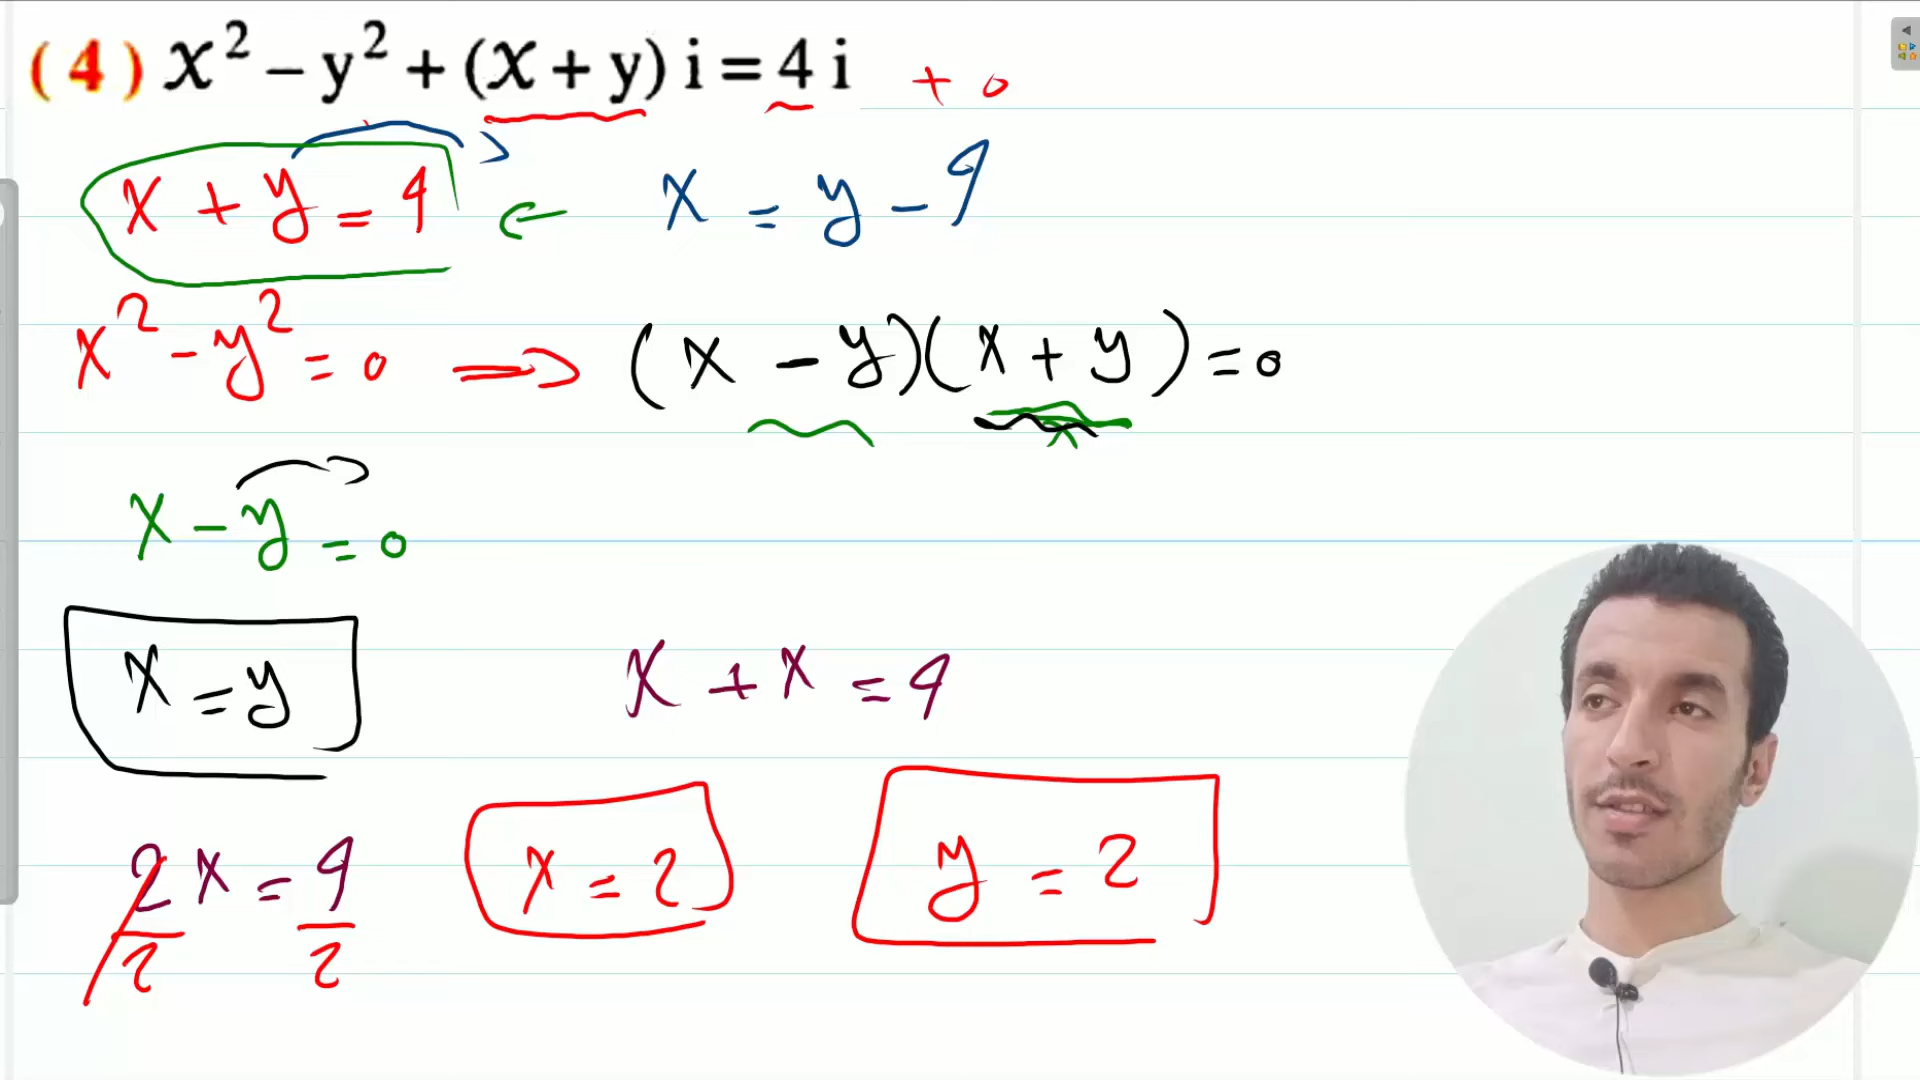 (4) x² – y² + (x + y) i = 4 i + 0
x + y = 4
x = y - 4
x² - y² = 0 ⇒ (x - y)(x + y) = 0
x - y = 0
x = y
x + x = 4
2x/2 = 4/2
x = 2
y = 2